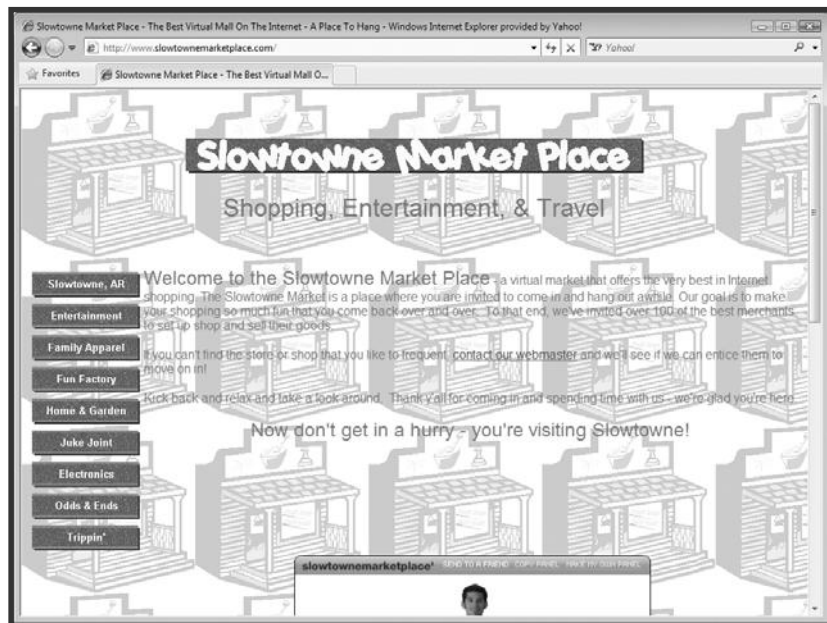 Slowtowne Market Place - The Best Virtual Mall On The Internet - A Place To Hang - Windows Internet Explorer provided by Yahoo!
http://www.slowtownemarketplace.com/
Yahoo!
Favorites
Slowtowne Market Place - The Best Virtual Mall O...
Slowtowne Market Place
Shopping, Entertainment, & Travel
Slowtowne, AR
Entertainment
Family Apparel
Fun Factory
Home & Garden
Juke Joint
Electronics
Odds & Ends
Trippin'
Welcome to the Slowtowne Market Place - a virtual market that offers the very best in Internet
shopping. The Slowtowne Market is a place where you are invited to come in and hang out awhile. Our goal is to make
your shopping so much fun that you come back over and over. To that end, we've invited over 100 of the best merchants
to set up shop and sell their goods.
If you can't find the store or shop that you like to frequent, contact our webmaster and we'll see if we can entice them to
move on in!
Kick back and relax and take a look around. Thank y'all for coming in and spending time with us - we're glad you're here
Now don't get in a hurry - you're visiting Slowtowne!
slowtownemarketplace' SEND TO A FRIEND COPY PANEL MAKE MY OWN PANEL